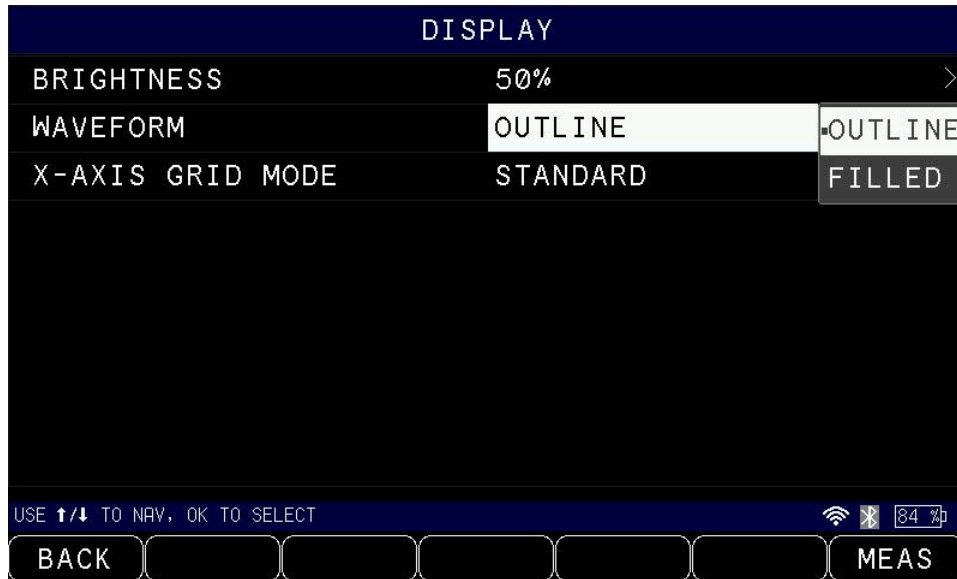 DISPLAY
BRIGHTNESS 50%
WAVEFORM OUTLINE OUTLINE
X-AXIS GRID MODE STANDARD FILLED
USE ⬆/⬇ TO NAV, OK TO SELECT 84 %
BACK MEAS